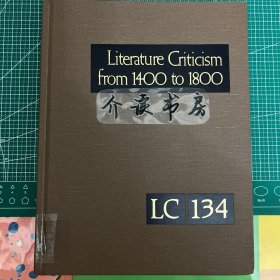 Literature Criticism
from 1400 to 1800
介读书房
LC 134